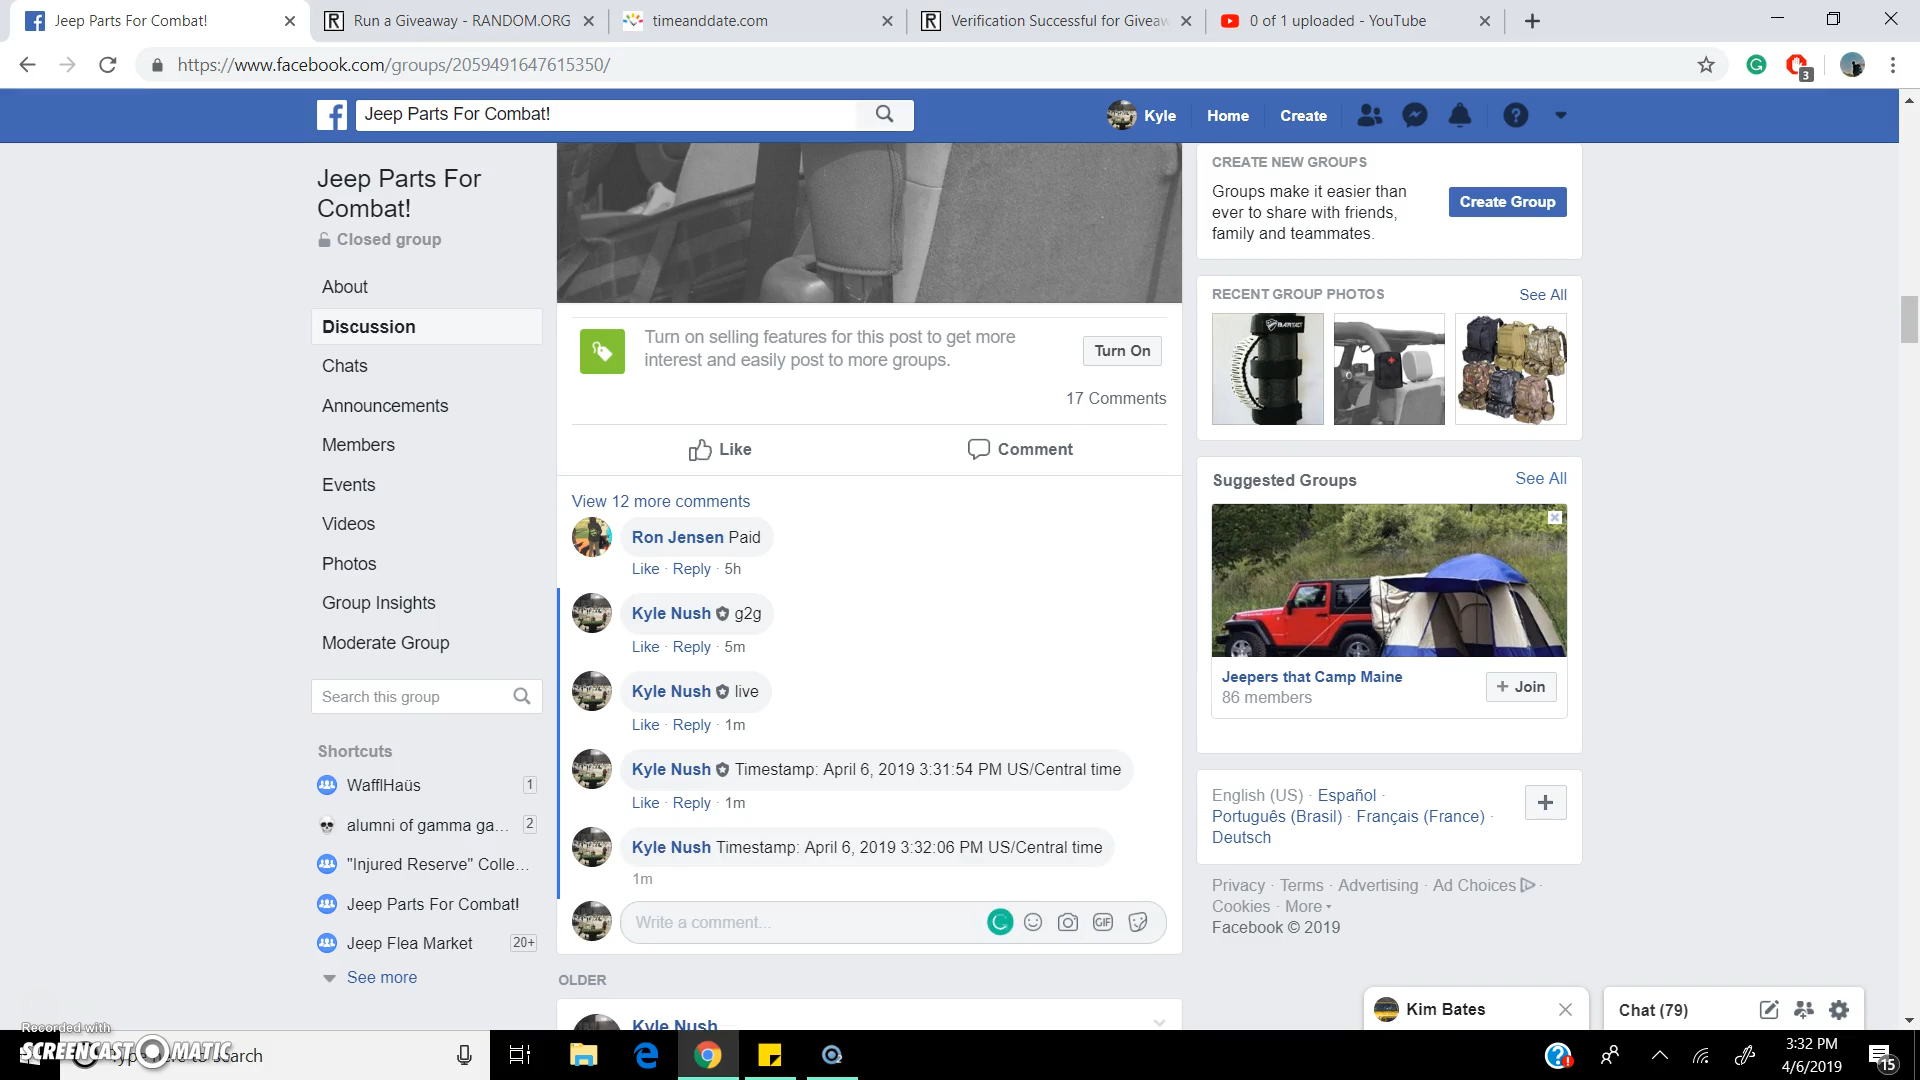 Jeep Parts For Combat!
Run a Giveaway - RANDOM.ORG
timeanddate.com
Verification Successful for Giveaw
0 of 1 uploaded - YouTube
https://www.facebook.com/groups/2059491647615350/
3
Jeep Parts For Combat!
Kyle
Home
Create
Jeep Parts For
Combat!
Closed group
About
Discussion
Chats
Announcements
Members
Events
Videos
Photos
Group Insights
Moderate Group
Search this group
Shortcuts
WafflHaüs 1
alumni of gamma ga... 2
"Injured Reserve" Colle...
Jeep Parts For Combat!
Jeep Flea Market 20+
See more
Turn on selling features for this post to get more
interest and easily post to more groups.
Turn On
17 Comments
Like
Comment
View 12 more comments
Ron Jensen Paid
Like · Reply · 5h
Kyle Nush g2g
Like · Reply · 5m
Kyle Nush live
Like · Reply · 1m
Kyle Nush Timestamp: April 6, 2019 3:31:54 PM US/Central time
Like · Reply · 1m
Kyle Nush Timestamp: April 6, 2019 3:32:06 PM US/Central time
1m
Write a comment...
GIF
OLDER
Kyle Nush
CREATE NEW GROUPS
Groups make it easier than
ever to share with friends,
family and teammates.
Create Group
RECENT GROUP PHOTOS
See All
BARTACT
Suggested Groups
See All
Jeepers that Camp Maine
86 members
+ Join
English (US) · Español ·
Português (Brasil) · Français (France) ·
Deutsch
Privacy · Terms · Advertising · Ad Choices ·
Cookies · More
Facebook © 2019
Kim Bates
Chat (79)
Recorded with
SCREENCAST-O-MATIC
Type here to search
3:32 PM
4/6/2019
15